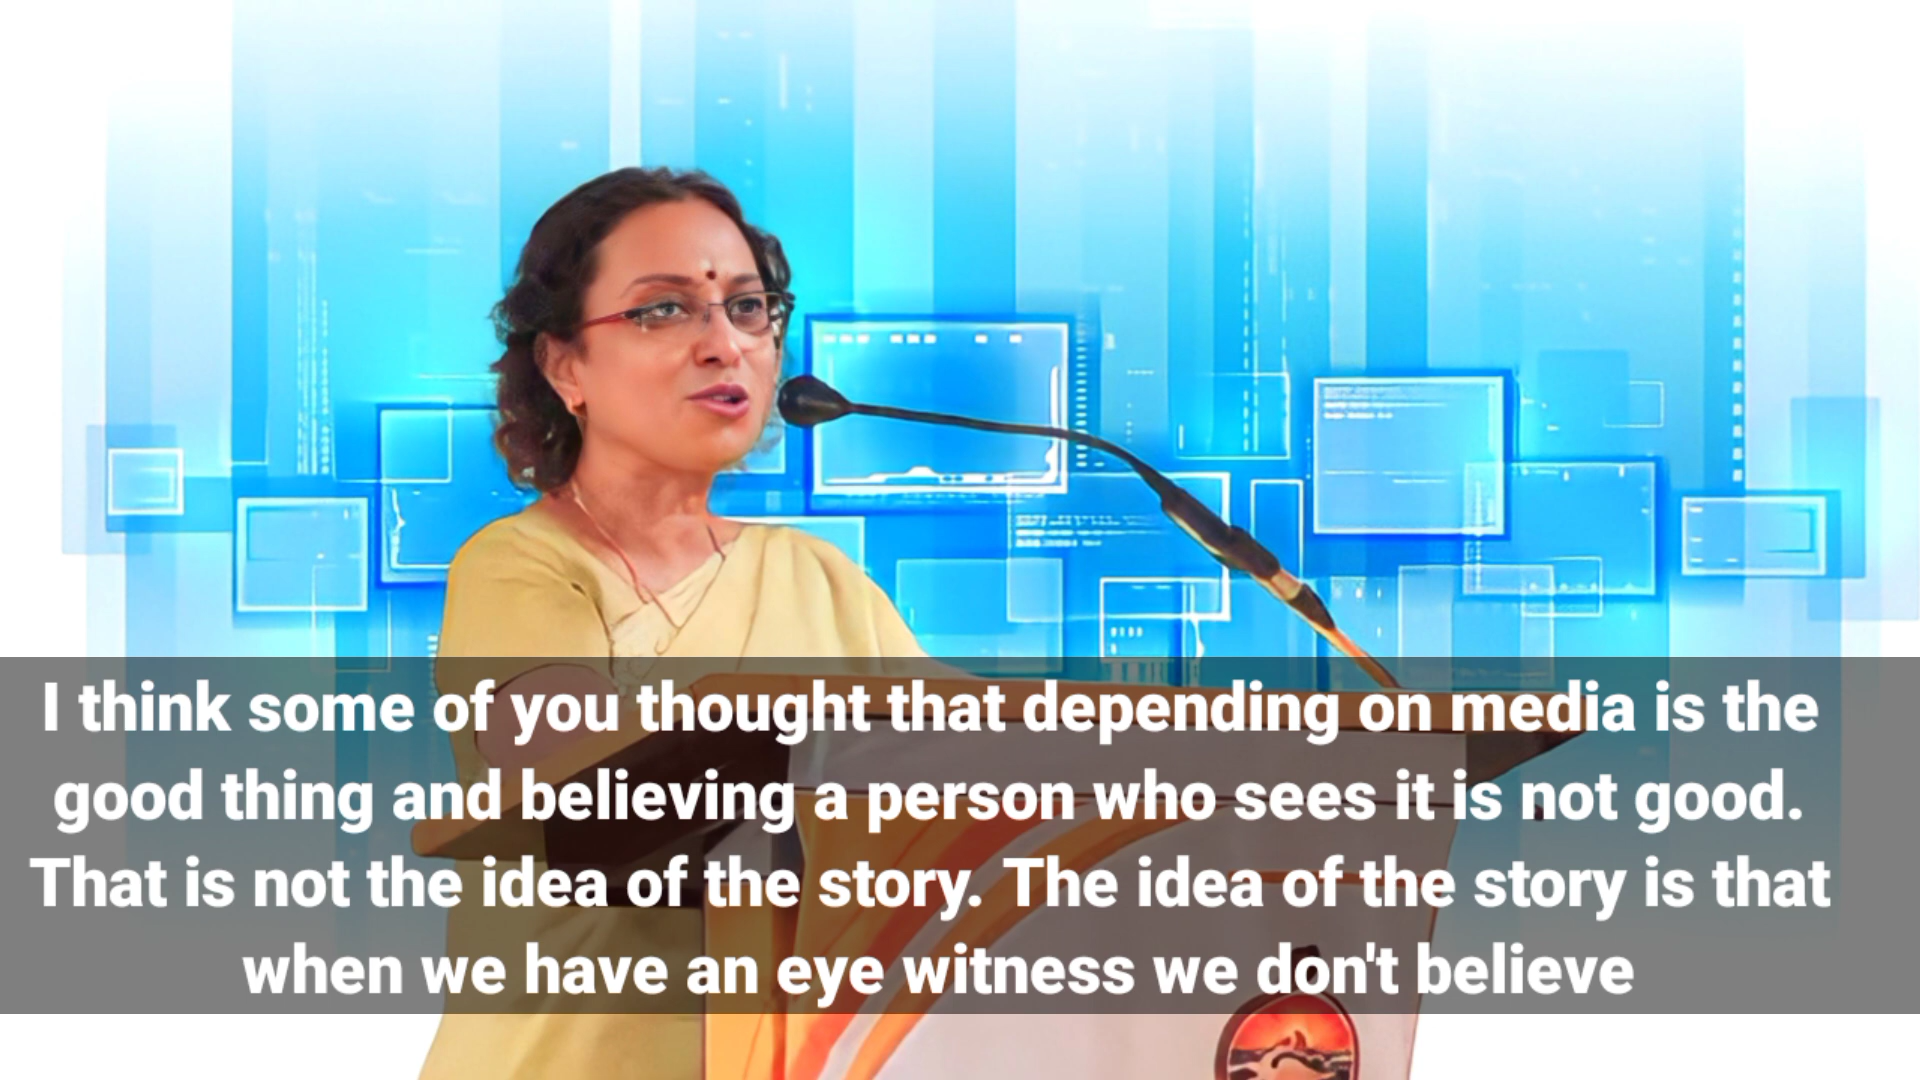 I think some of you thought that depending on media is the
good thing and believing a person who sees it is not good.
That is not the idea of the story. The idea of the story is that
when we have an eye witness we don't believe